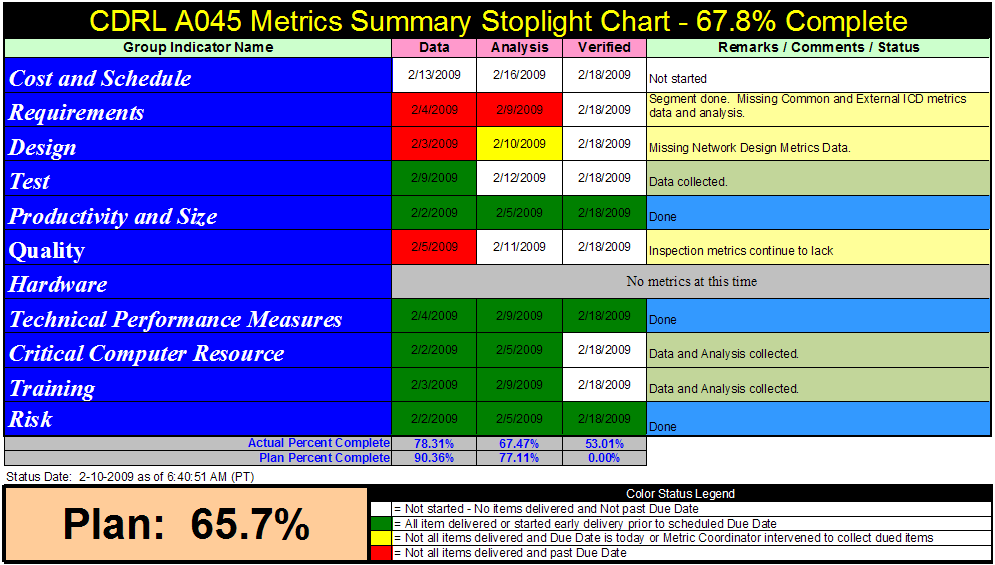 CDRL A045 Metrics Summary Stoplight Chart - 67.8% Complete
Group Indicator Name Data Analysis Verified Remarks / Comments / Status
Cost and Schedule 2/13/2009 2/16/2009 2/18/2009 Not started
Requirements 2/4/2009 2/9/2009 2/18/2009 Segment done. Missing Common and External ICD metrics
data and analysis.
Design 2/3/2009 2/10/2009 2/18/2009 Missing Network Design Metrics Data.
Test 2/9/2009 2/12/2009 2/18/2009 Data collected.
Productivity and Size 2/2/2009 2/5/2009 2/18/2009 Done
Quality 2/5/2009 2/11/2009 2/18/2009 Inspection metrics continue to lack
Hardware No metrics at this time
Technical Performance Measures 2/4/2009 2/9/2009 2/18/2009 Done
Critical Computer Resource 2/2/2009 2/5/2009 2/18/2009 Data and Analysis collected.
Training 2/3/2009 2/9/2009 2/18/2009 Data and Analysis collected.
Risk 2/2/2009 2/5/2009 2/18/2009 Done
Actual Percent Complete 78.31% 67.47% 53.01%
Plan Percent Complete 90.36% 77.11% 0.00%
Status Date: 2-10-2009 as of 6:40:51 AM (PT)
Plan: 65.7%
Color Status Legend
= Not started - No items delivered and Not past Due Date
= All item delivered or started early delivery prior to scheduled Due Date
= Not all items delivered and Due Date is today or Metric Coordinator intervened to collect dued items
= Not all items delivered and past Due Date